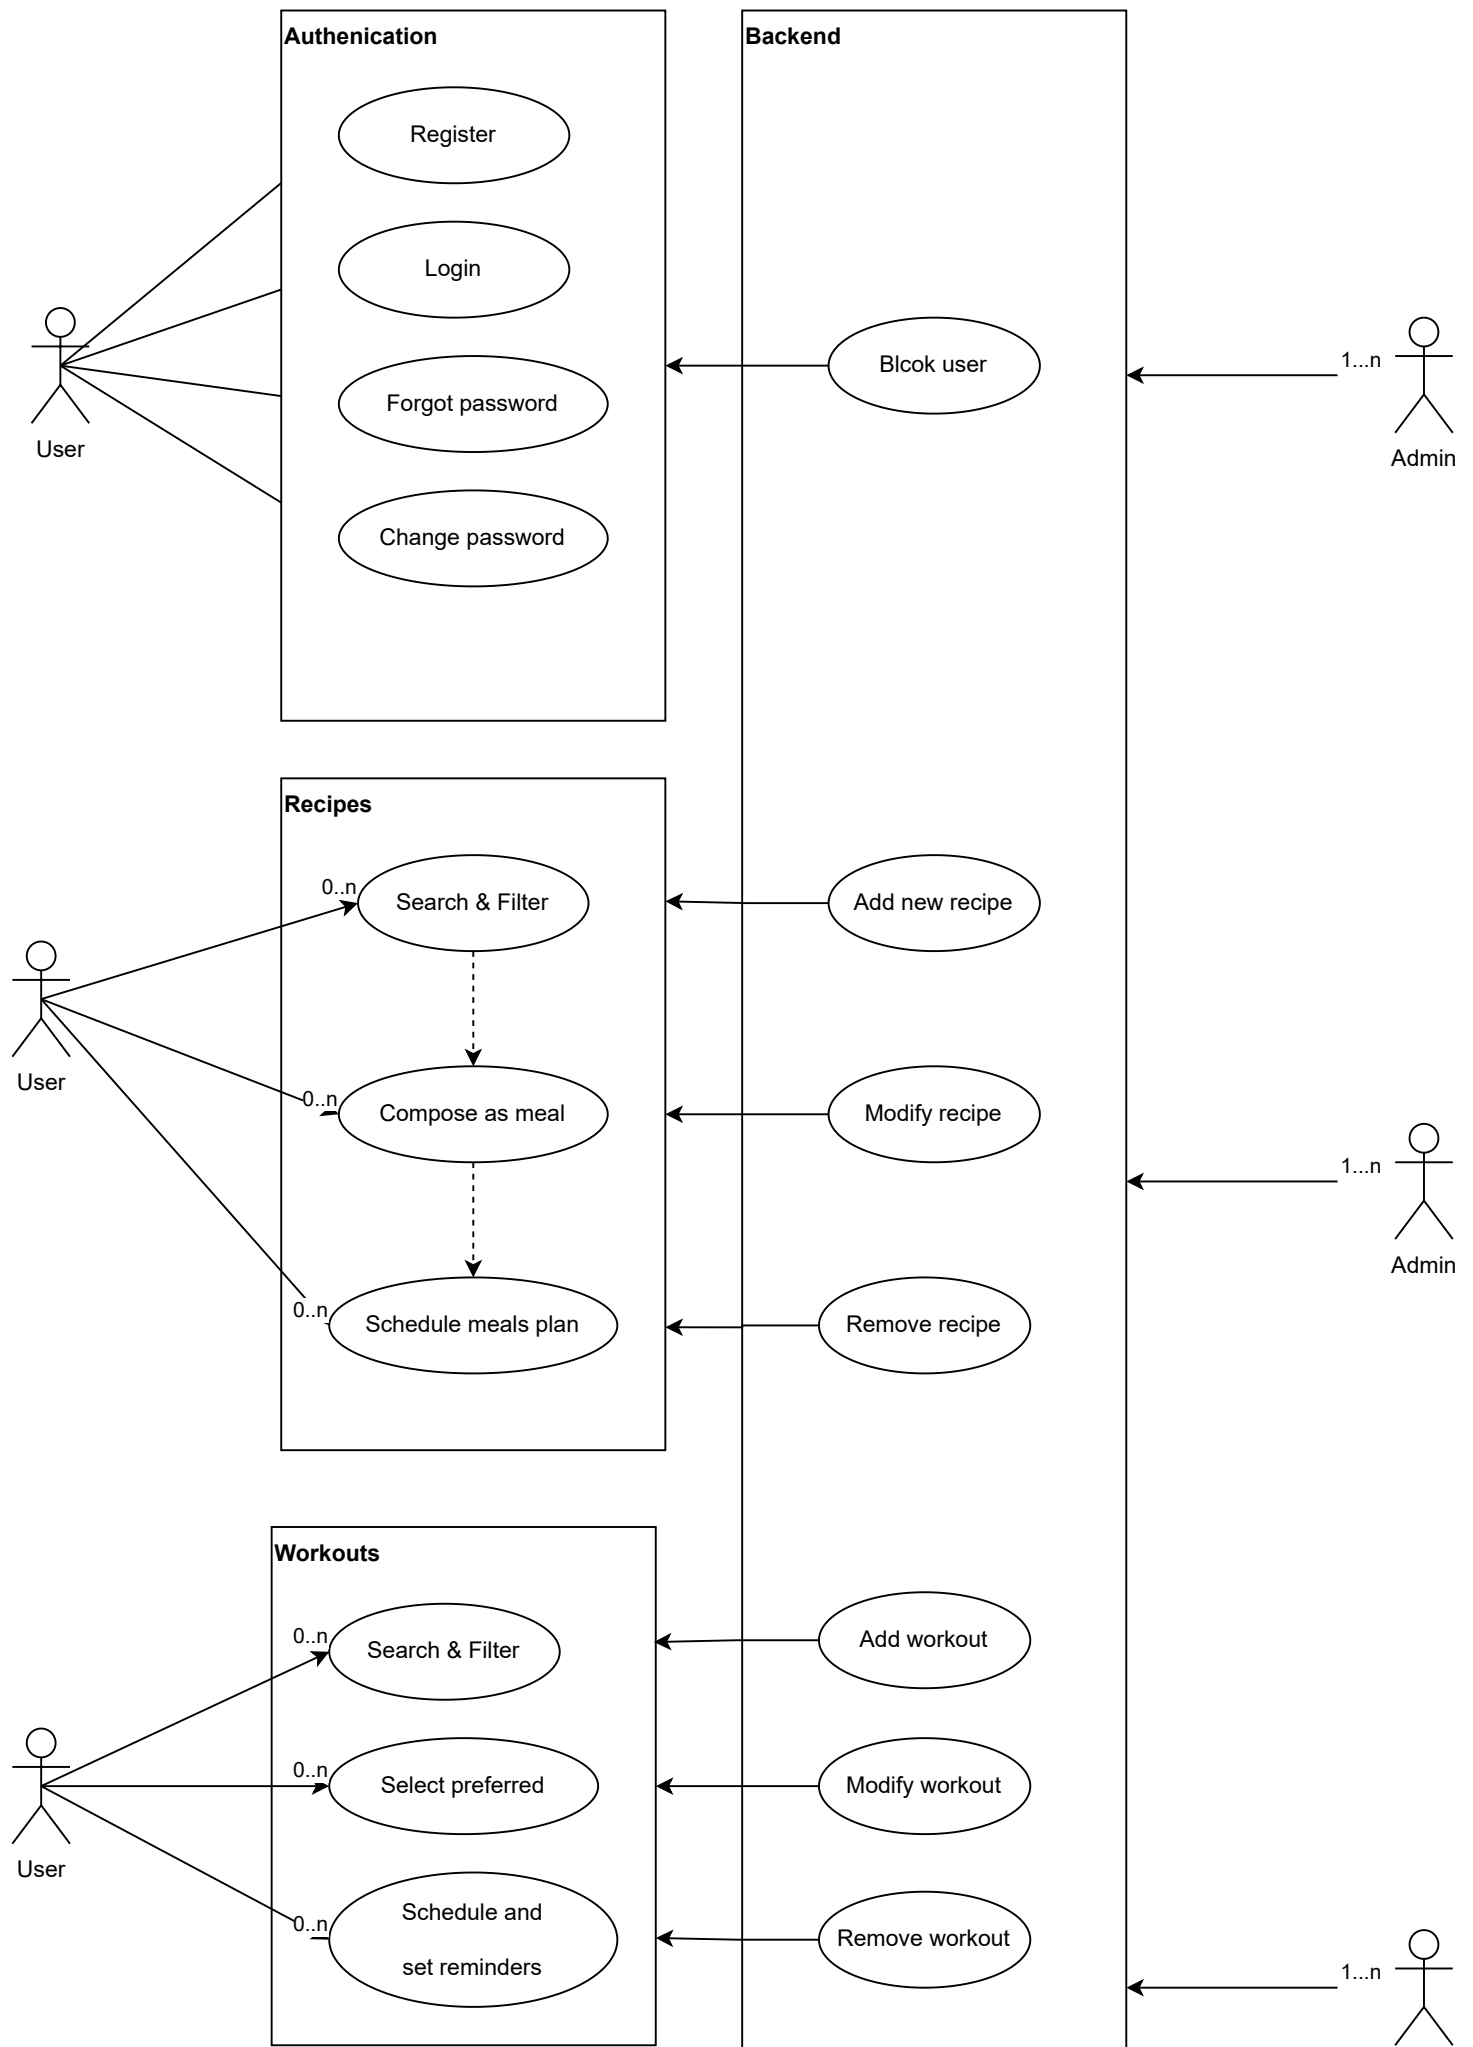 Authenication
Backend
Register
Login
Blcok user
1...n
Forgot password
User
Admin
Change password
Recipes
0..n
Search & Filter
Add new recipe
User
0..n
Compose as meal
Modify recipe
1...n
Admin
0..n
Schedule meals plan
Remove recipe
Workouts
0..n
Search & Filter
Add workout
0..n
Select preferred
Modify workout
User
0..n
Schedule and
set reminders
Remove workout
1...n